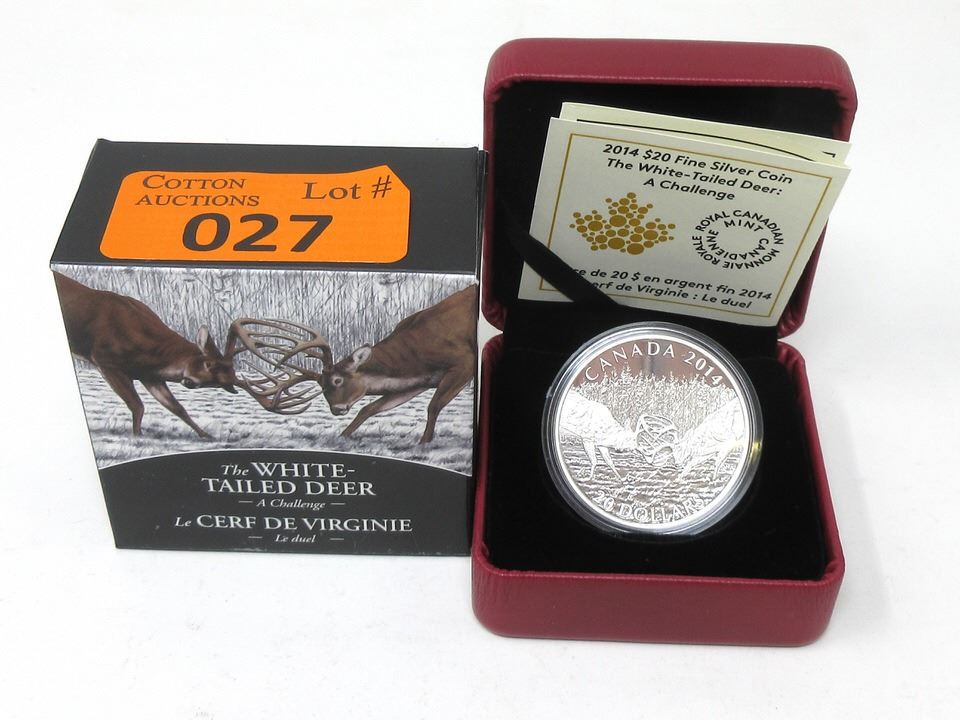 COTTON AUCTIONS
Lot #
027
The WHITE-
TAILED DEER
— A Challenge —
Le CERF DE VIRGINIE
— Le duel —
2014 $20 Fine Silver Coin
The White-Tailed Deer:
A Challenge
ROYAL CANADIAN MINT
MONNAIE ROYALE CANADIENNE
de 20 $ en argent fin 2014
Cerf de Virginie : Le duel
CANADA 2014
20 DOLLARS